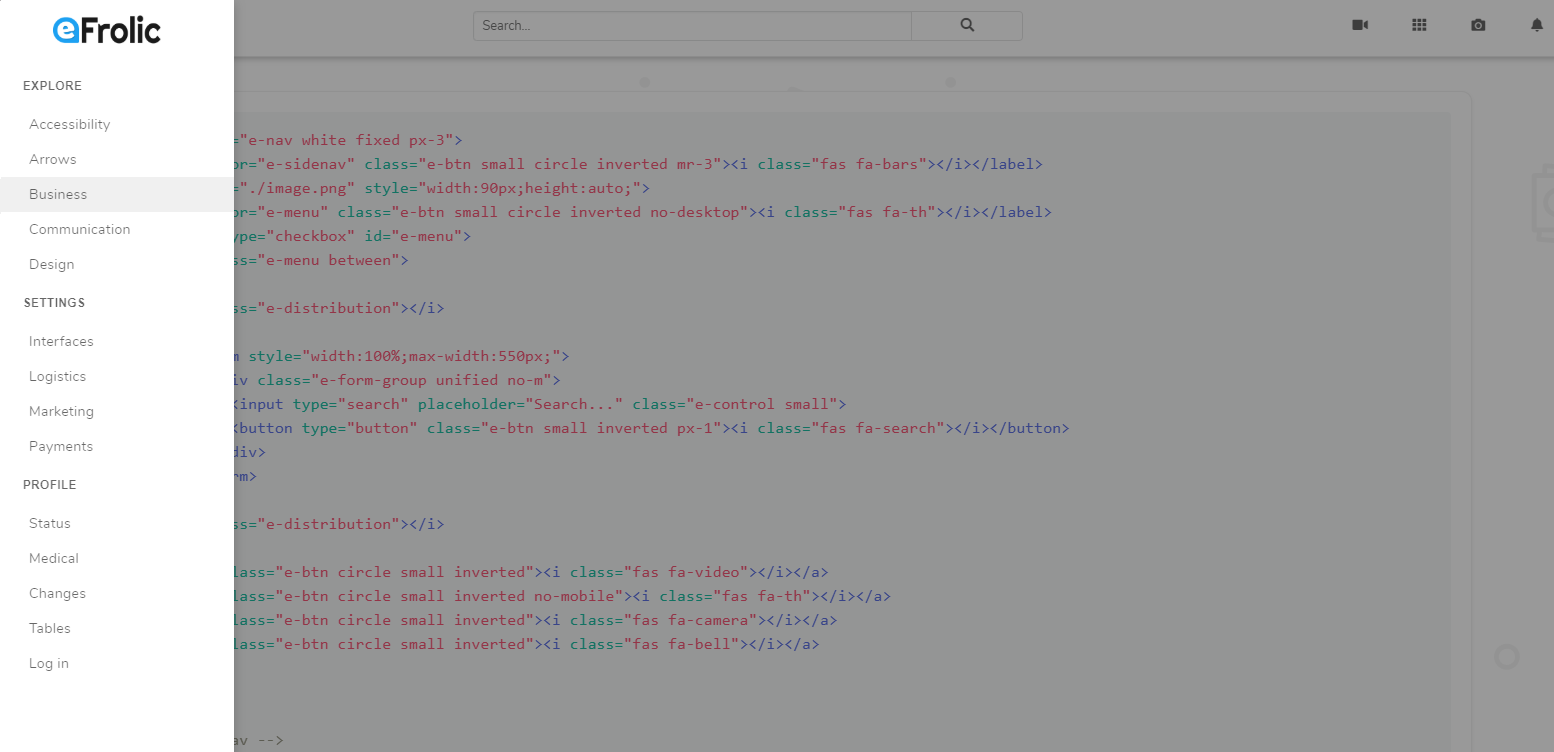 eFrolic
Search...
EXPLORE
Accessibility
Arrows
Business
Communication
Design
SETTINGS
Interfaces
Logistics
Marketing
Payments
PROFILE
Status
Medical
Changes
Tables
Log in
="e-nav white fixed px-3">
or="e-sidenav" class="e-btn small circle inverted mr-3"><i class="fas fa-bars"></i></label>
="./image.png" style="width:90px;height:auto;">
or="e-menu" class="e-btn small circle inverted no-desktop"><i class="fas fa-th"></i></label>
ype="checkbox" id="e-menu">
ss="e-menu between">
ss="e-distribution"></i>
m style="width:100%;max-width:550px;">
iv class="e-form-group unified no-m">
<input type="search" placeholder="Search..." class="e-control small">
<button type="button" class="e-btn small inverted px-1"><i class="fas fa-search"></i></button>
div>
rm>
ss="e-distribution"></i>
lass="e-btn circle small inverted"><i class="fas fa-video"></i></a>
lass="e-btn circle small inverted no-mobile"><i class="fas fa-th"></i></a>
lass="e-btn circle small inverted"><i class="fas fa-camera"></i></a>
lass="e-btn circle small inverted"><i class="fas fa-bell"></i></a>
av -->